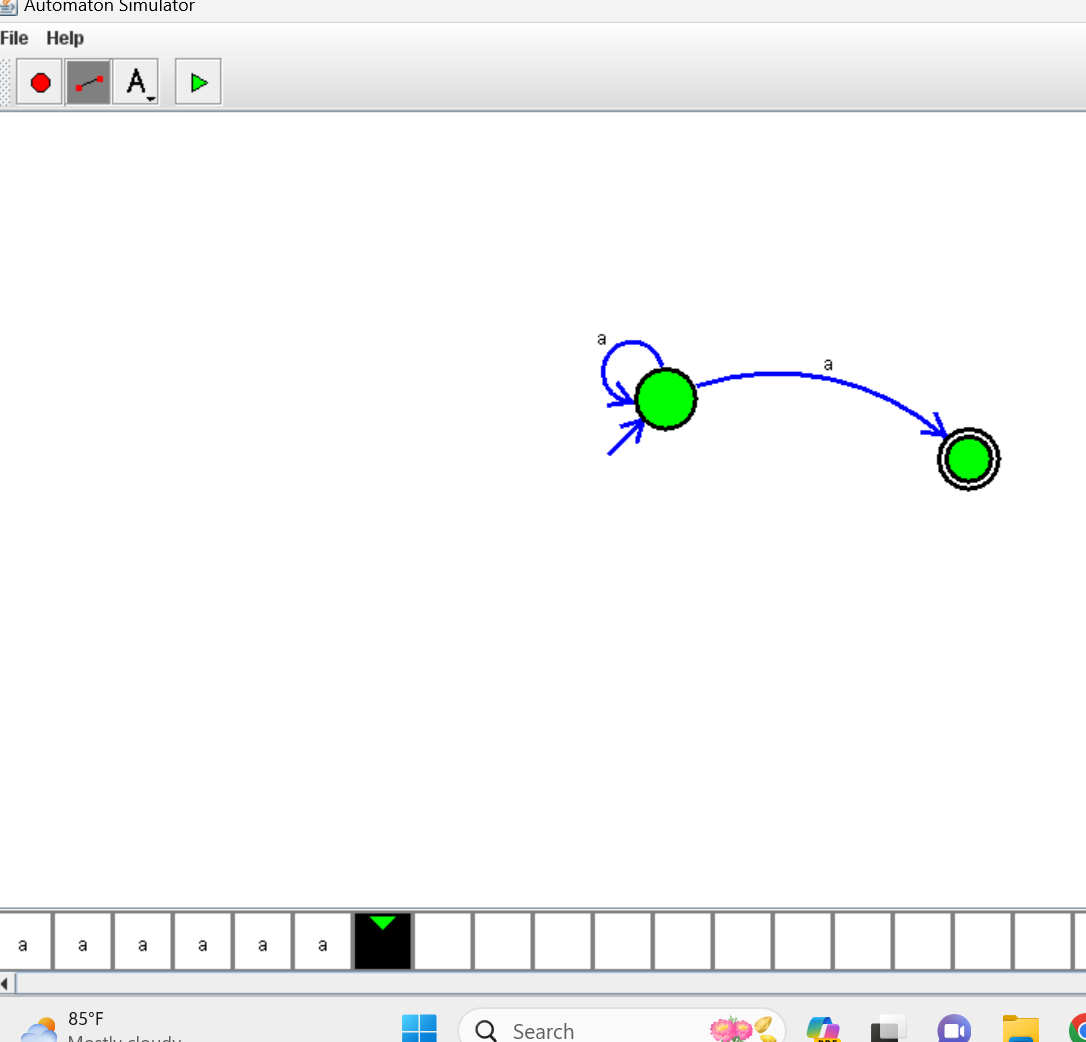 Automaton Simulator
File Help
A
a
a
a a a a a a
85°F
Mostly cloudy
Search